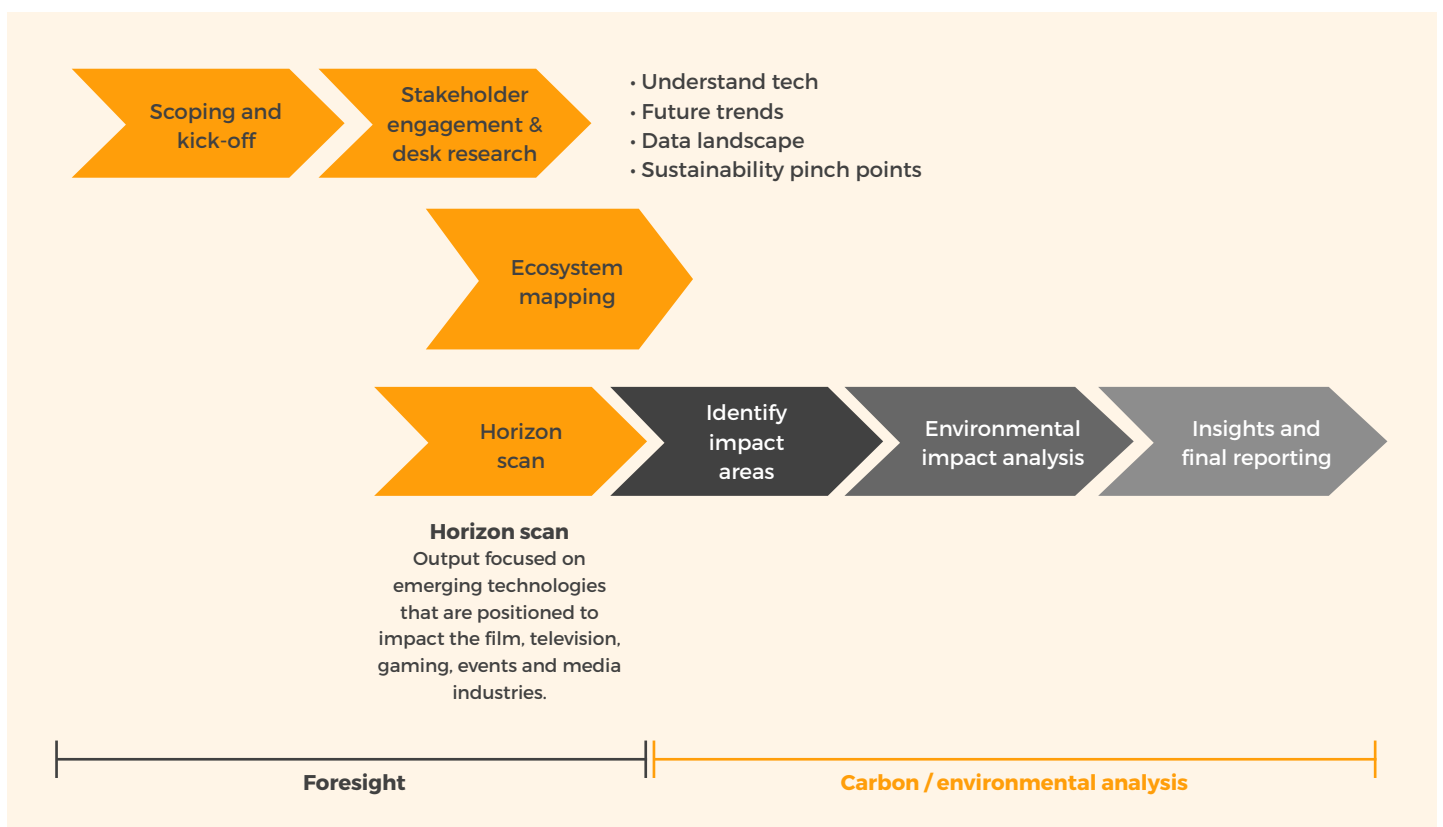 Scoping and
kick-off
Stakeholder
engagement &
desk research
• Understand tech
• Future trends
• Data landscape
• Sustainability pinch points
Ecosystem
mapping
Horizon
scan
Identify
impact
areas
Environmental
impact analysis
Insights and
final reporting
Horizon scan
Output focused on
emerging technologies
that are positioned to
impact the film, television,
gaming, events and media
industries.
Foresight
Carbon / environmental analysis